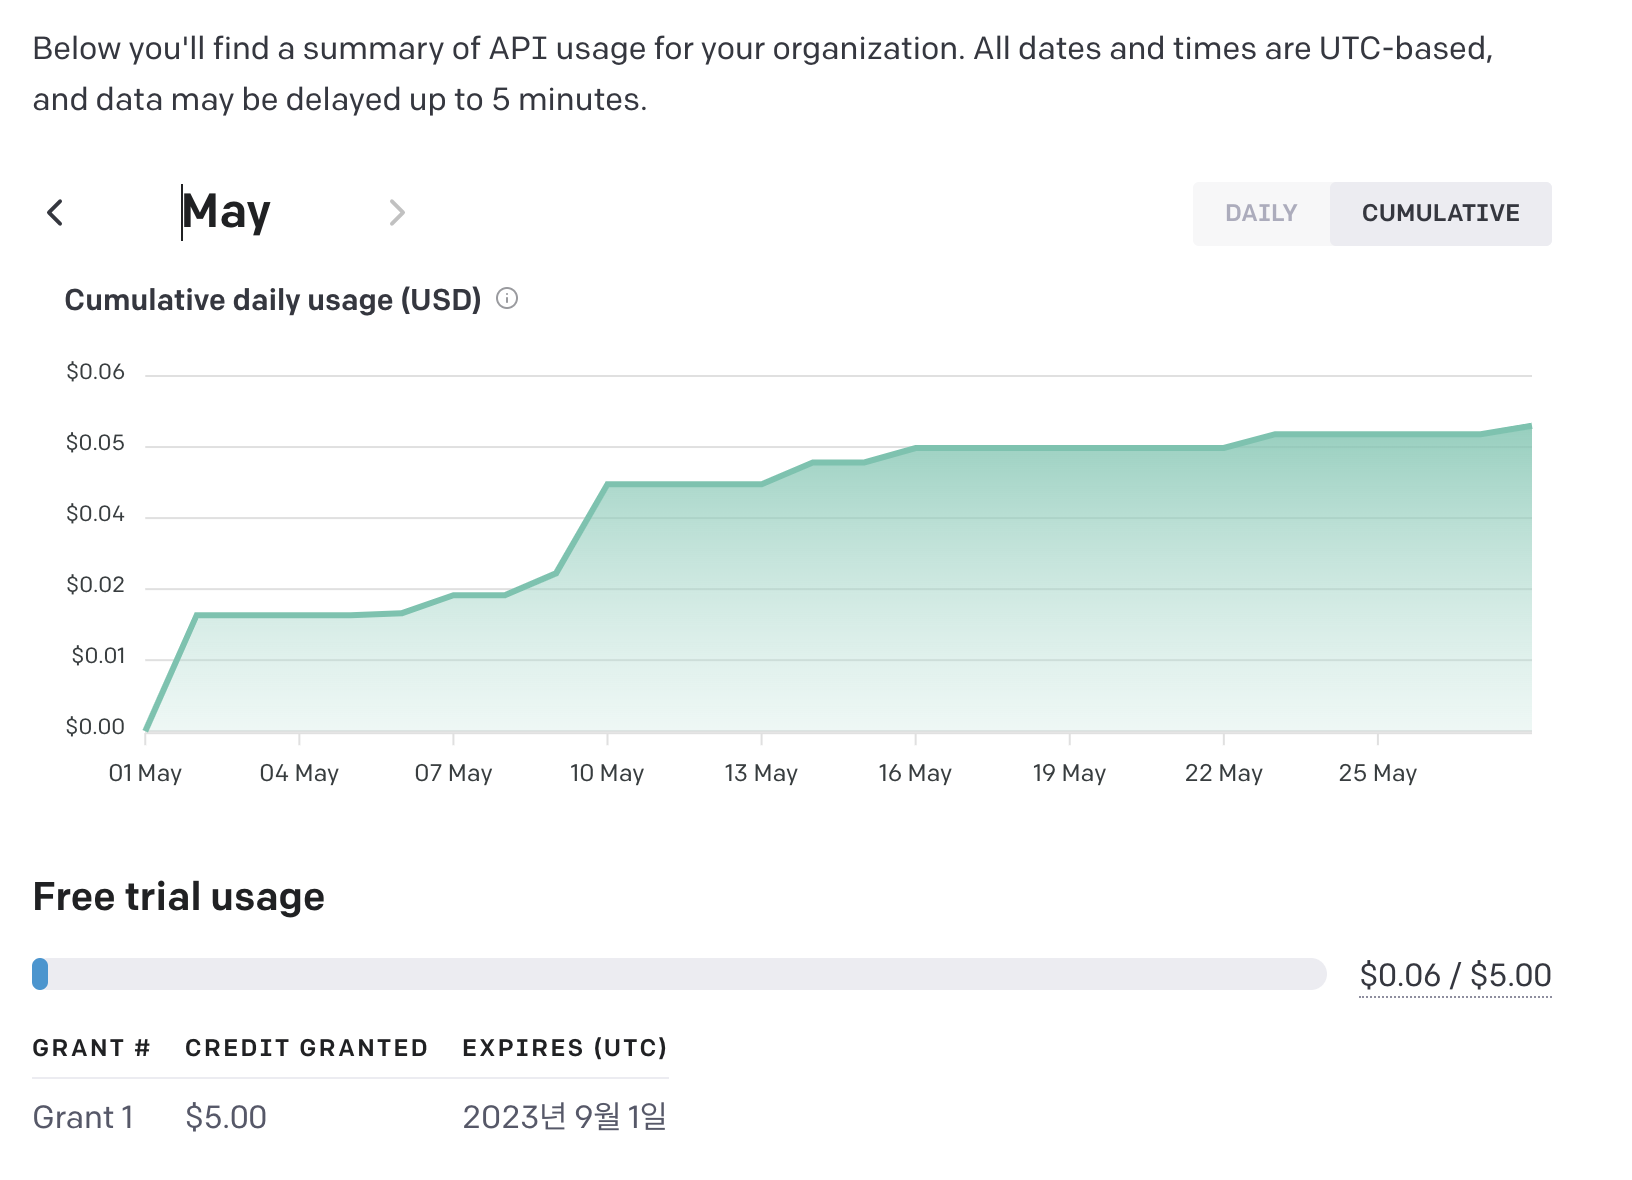 Below you'll find a summary of API usage for your organization. All dates and times are UTC-based,
and data may be delayed up to 5 minutes.
May
DAILY CUMULATIVE
Cumulative daily usage (USD)
$0.06
$0.05
$0.04
$0.02
$0.01
$0.00
01 May 04 May 07 May 10 May 13 May 16 May 19 May 22 May 25 May
Free trial usage
$0.06 / $5.00
GRANT # CREDIT GRANTED EXPIRES (UTC)
Grant 1 $5.00 2023년 9월 1일